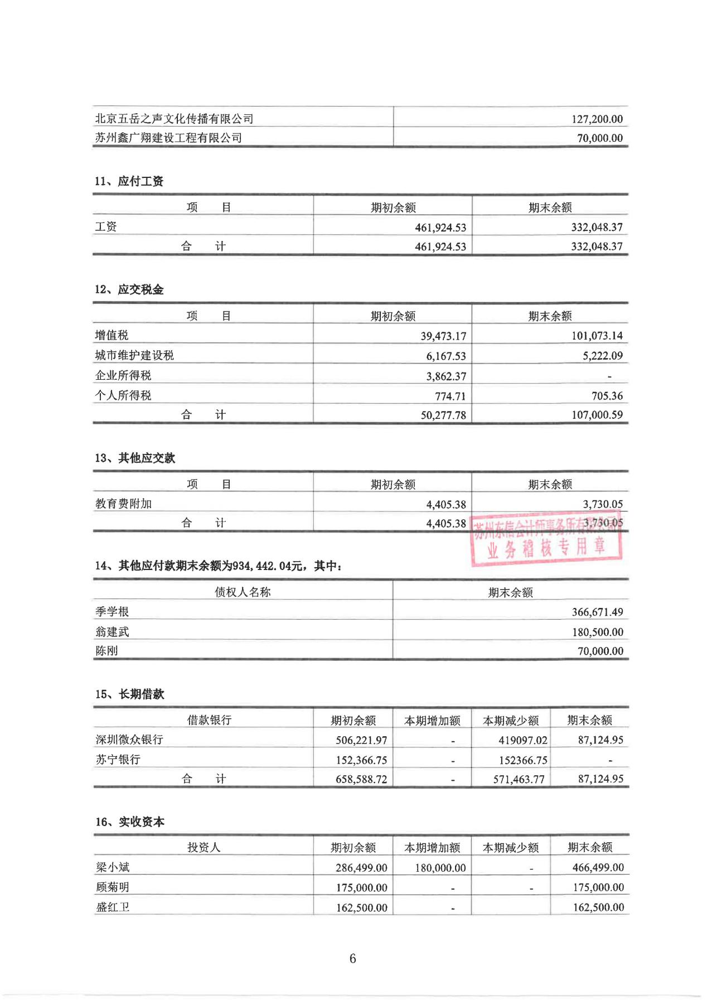 北京五岳之声文化传播有限公司 127,200.00
苏州鑫广翔建设工程有限公司 70,000.00
11、应付工资
项 目 期初余额 期末余额
工资 461,924.53 332,048.37
合 计 461,924.53 332,048.37
12、应交税金
项 目 期初余额 期末余额
增值税 39,473.17 101,073.14
城市维护建设税 6,167.53 5,222.09
企业所得税 3,862.37 -
个人所得税 774.71 705.36
合 计 50,277.78 107,000.59
13、其他应交款
项 目 期初余额 期末余额
教育费附加 4,405.38 3,730.05
合 计 4,405.38 3,730.05
苏州东信会计师事务所有限公司
业务稽核专用章
14、其他应付款期末余额为934,442.04元，其中：
债权人名称 期末余额
季学根 366,671.49
翁建武 180,500.00
陈刚 70,000.00
15、长期借款
借款银行 期初余额 本期增加额 本期减少额 期末余额
深圳微众银行 506,221.97 - 419097.02 87,124.95
苏宁银行 152,366.75 - 152366.75 -
合 计 658,588.72 - 571,463.77 87,124.95
16、实收资本
投资人 期初余额 本期增加额 本期减少额 期末余额
梁小斌 286,499.00 180,000.00 - 466,499.00
顾菊明 175,000.00 - - 175,000.00
盛红卫 162,500.00 - 162,500.00
6